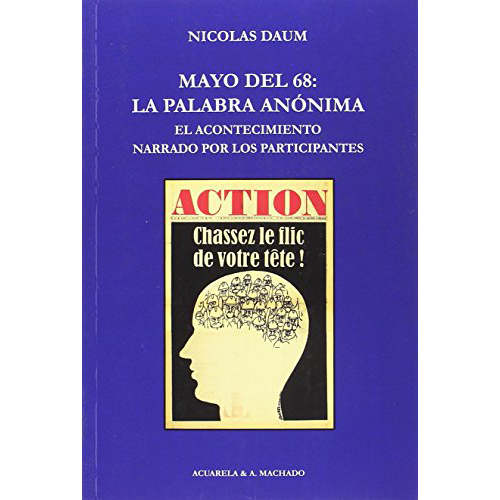 NICOLAS DAUM
MAYO DEL 68:
LA PALABRA ANÓNIMA
EL ACONTECIMIENTO
NARRADO POR LOS PARTICIPANTES
ACTION
Chassez le flic
de votre tête !
ACUARELA & A. MACHADO